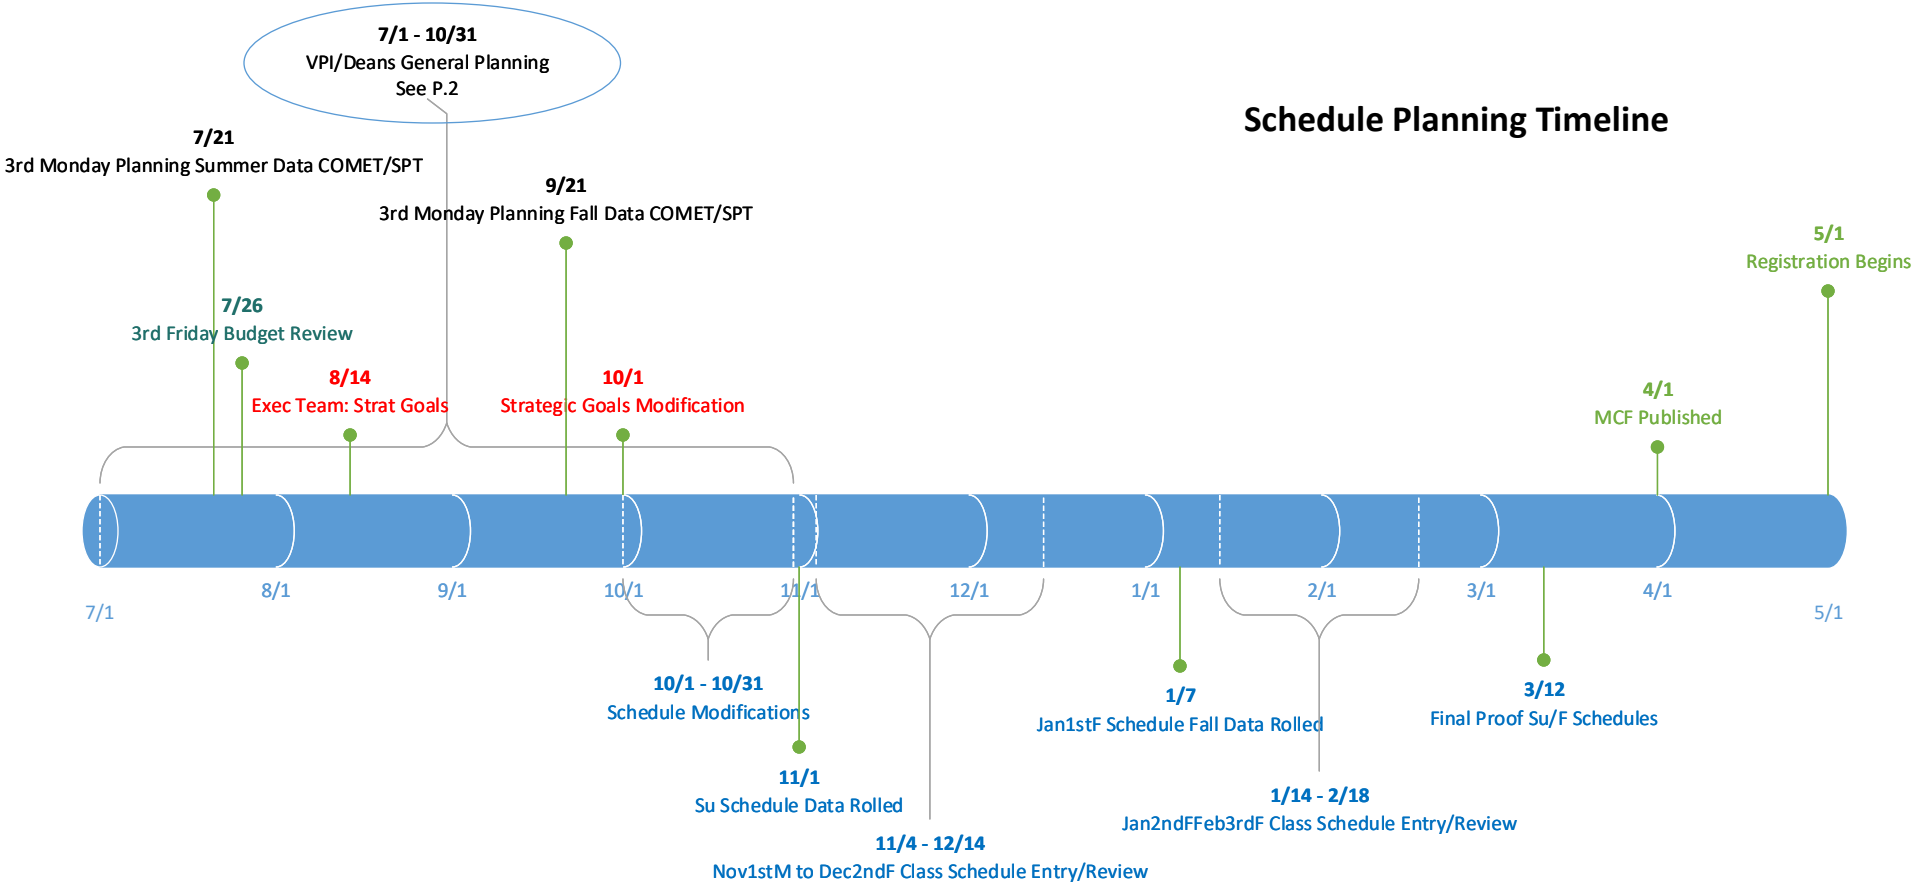 7/1 - 10/31
VPI/Deans General Planning
See P.2
Schedule Planning Timeline
7/21
3rd Monday Planning Summer Data COMET/SPT
9/21
3rd Monday Planning Fall Data COMET/SPT
5/1
Registration Begins
7/26
3rd Friday Budget Review
8/14
Exec Team: Strat Goals
10/1
Strategic Goals Modification
4/1
MCF Published
7/1
8/1
9/1
10/1
11/1
12/1
1/1
2/1
3/1
4/1
5/1
10/1 - 10/31
Schedule Modifications
11/1
Su Schedule Data Rolled
11/4 - 12/14
Nov1stM to Dec2ndF Class Schedule Entry/Review
1/7
Jan1stF Schedule Fall Data Rolled
1/14 - 2/18
Jan2ndFFeb3rdF Class Schedule Entry/Review
3/12
Final Proof Su/F Schedules